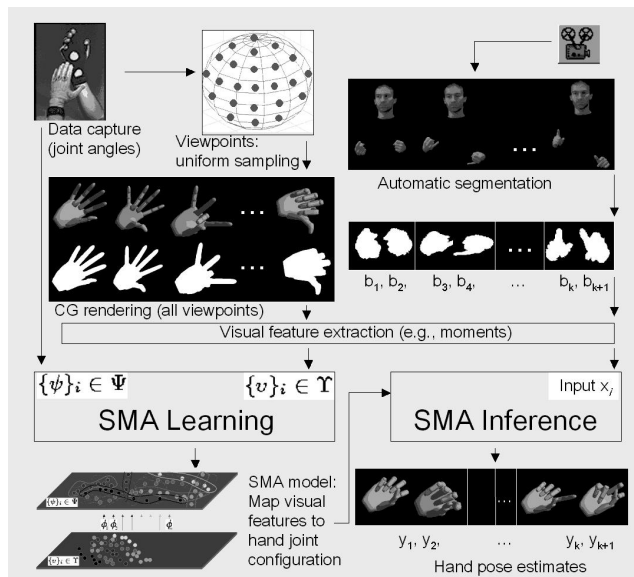 Data capture
(joint angles)
Viewpoints:
uniform sampling
Automatic segmentation
...
...
...
b1, b2, b3, b4, ... bk, bk+1
CG rendering (all viewpoints)
Visual feature extraction (e.g., moments)
{ψ}i ∈ Ψ
{υ}i ∈ Υ
SMA Learning
Input xi
SMA Inference
{ψ}i ∈ Ψ
{υ}i ∈ Υ
SMA model:
Map visual
features to
hand joint
configuration
...
y1, y2, ... yk, yk+1
Hand pose estimates